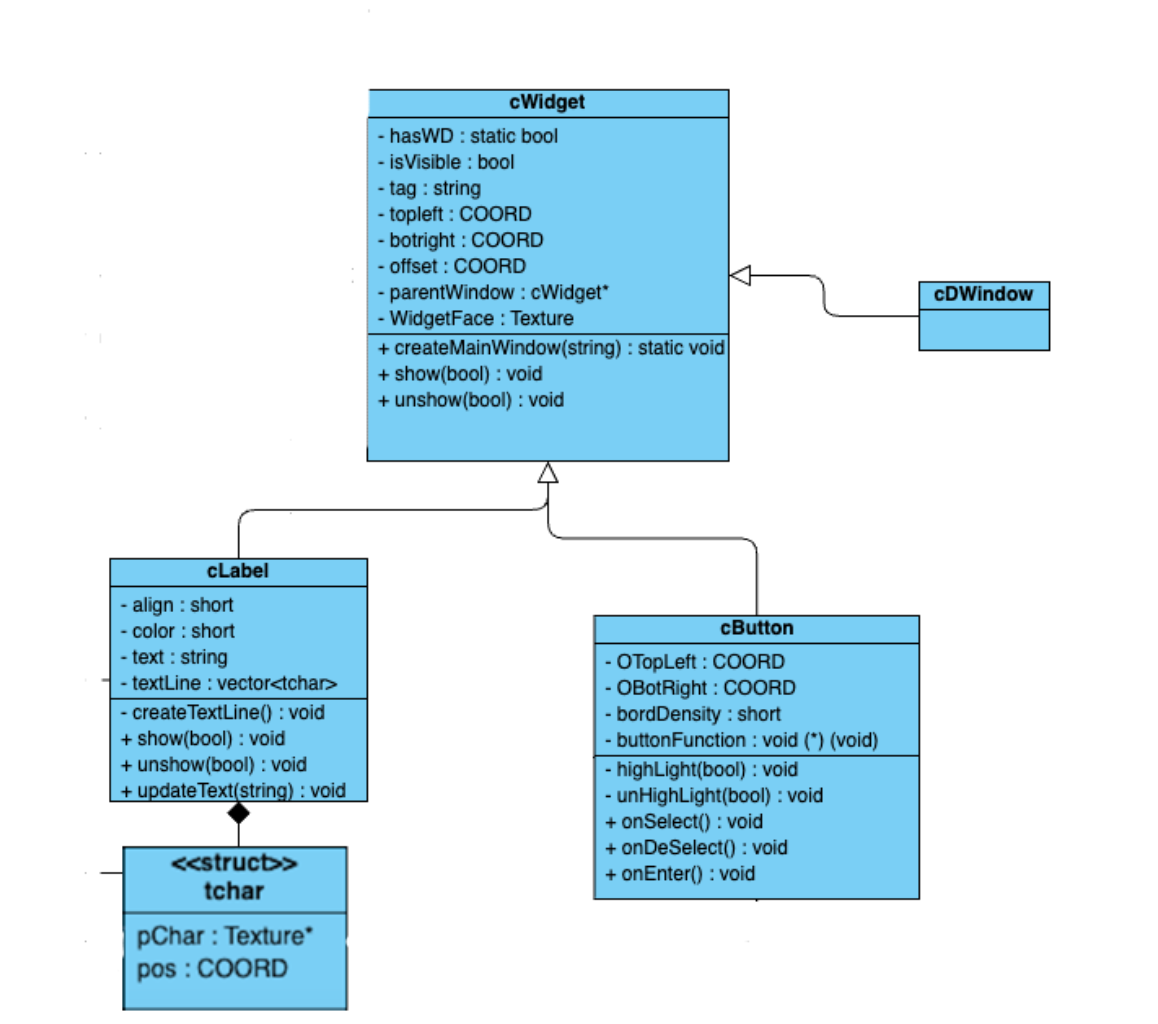 cWidget
- hasWD : static bool
- isVisible : bool
- tag : string
- topleft : COORD
- botright : COORD
- offset : COORD
- parentWindow : cWidget*
- WidgetFace : Texture
+ createMainWindow(string) : static void
+ show(bool) : void
+ unshow(bool) : void
cDWindow
cLabel
- align : short
- color : short
- text : string
- textLine : vector<tchar>
- createTextLine() : void
+ show(bool) : void
+ unshow(bool) : void
+ updateText(string) : void
cButton
- OTopLeft : COORD
- OBotRight : COORD
- bordDensity : short
- buttonFunction : void (*) (void)
- highLight(bool) : void
- unHighLight(bool) : void
+ onSelect() : void
+ onDeSelect() : void
+ onEnter() : void
<<struct>>
tchar
pChar : Texture*
pos : COORD